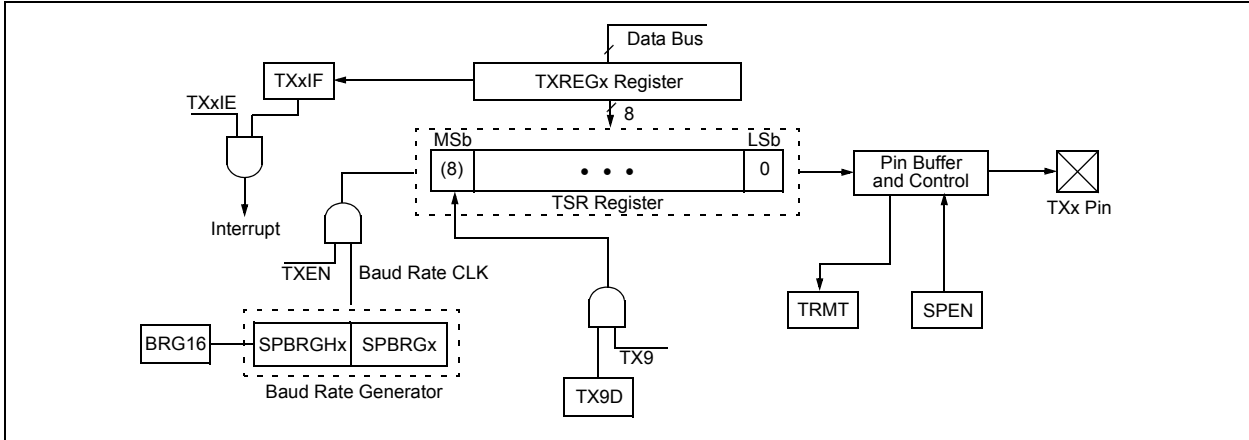 Data Bus
TXxIF
TXREGx Register
TXxIE
8
MSb
LSb
(8)
• • •
0
TSR Register
Pin Buffer
and Control
TXx Pin
Interrupt
TXEN
Baud Rate CLK
TRMT
SPEN
BRG16
SPBRGHx
SPBRGx
TX9
Baud Rate Generator
TX9D